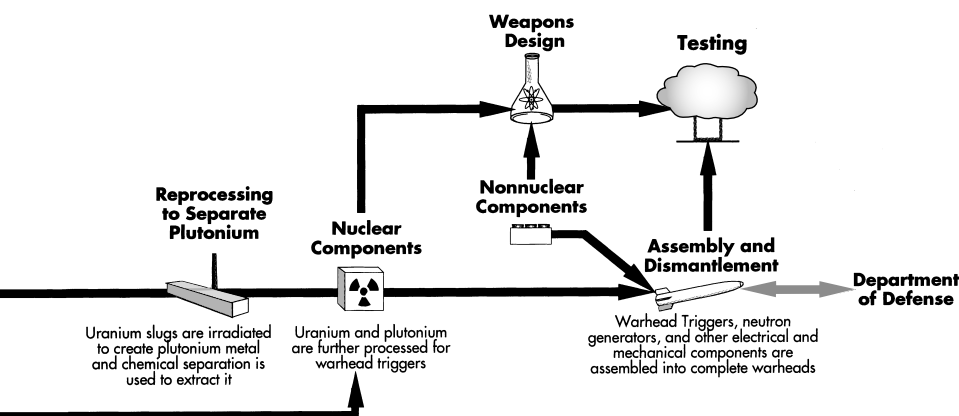 Weapons
Design
Testing
Reprocessing
to Separate
Plutonium
Nuclear
Components
Nonnuclear
Components
Assembly and
Dismantlement
Department
of Defense
Uranium slugs are irradiated
to create plutonium metal
and chemical separation is
used to extract it
Uranium and plutonium
are further processed for
warhead triggers
Warhead Triggers, neutron
generators, and other electrical and
mechanical components are
assembled into complete warheads